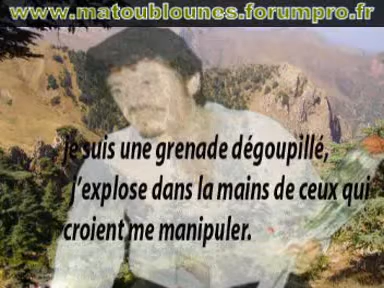 www.matoublounes.forumpro.fr
Je suis une grenade dégoupillé,
j'explose dans la mains de ceux qui
croient me manipuler.